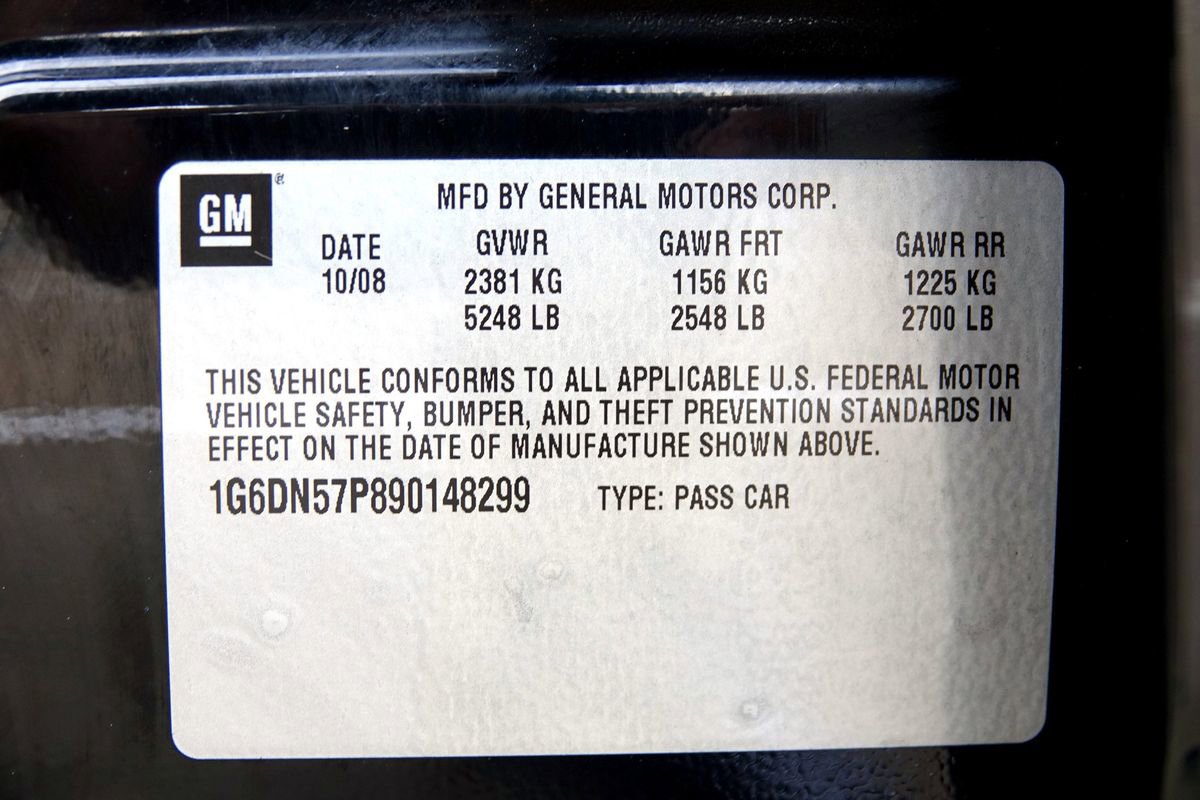 GM ®
MFD BY GENERAL MOTORS CORP.
DATE GVWR GAWR FRT GAWR RR
10/08 2381 KG 1156 KG 1225 KG
5248 LB 2548 LB 2700 LB
THIS VEHICLE CONFORMS TO ALL APPLICABLE U.S. FEDERAL MOTOR
VEHICLE SAFETY, BUMPER, AND THEFT PREVENTION STANDARDS IN
EFFECT ON THE DATE OF MANUFACTURE SHOWN ABOVE.
1G6DN57P890148299 TYPE: PASS CAR